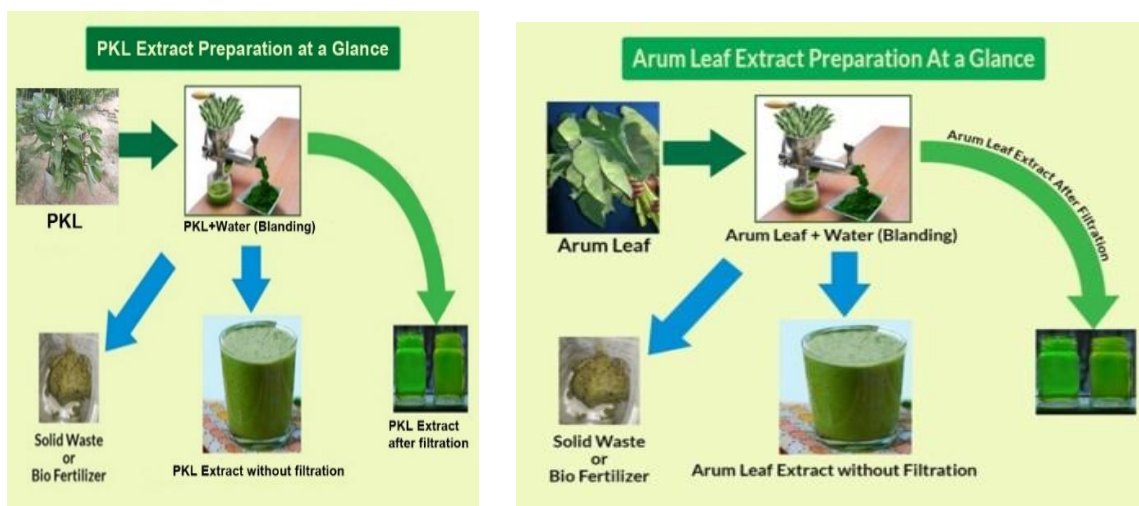 PKL Extract Preparation at a Glance
PKL
PKL+Water (Blanding)
Solid Waste
or
Bio Fertilizer
PKL Extract without filtration
PKL Extract
after filtration
Arum Leaf Extract Preparation At a Glance
Arum Leaf
Arum Leaf + Water (Blanding)
Arum Leaf Extract After Filtration
Solid Waste
or
Bio Fertilizer
Arum Leaf Extract without Filtration